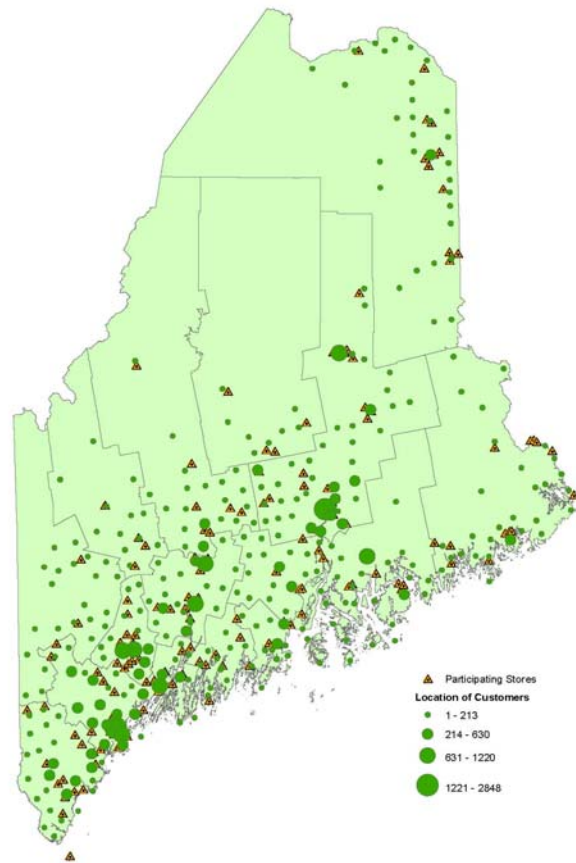 Participating Stores
Location of Customers
1 - 213
214 - 630
631 - 1220
1221 - 2848